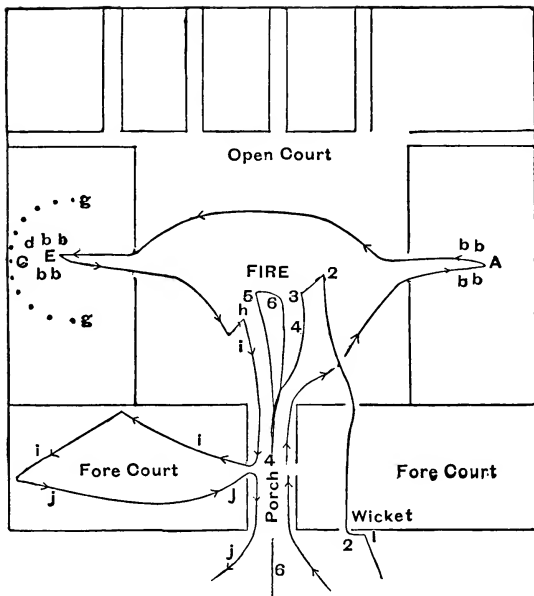 Open Court
g
d b b
C E
b b
g
b b
A
b b
FIRE
2
5 6 3
h
4
i
i i
Fore Court
j j
4
Porch
Fore Court
Wicket
2 1
j
6